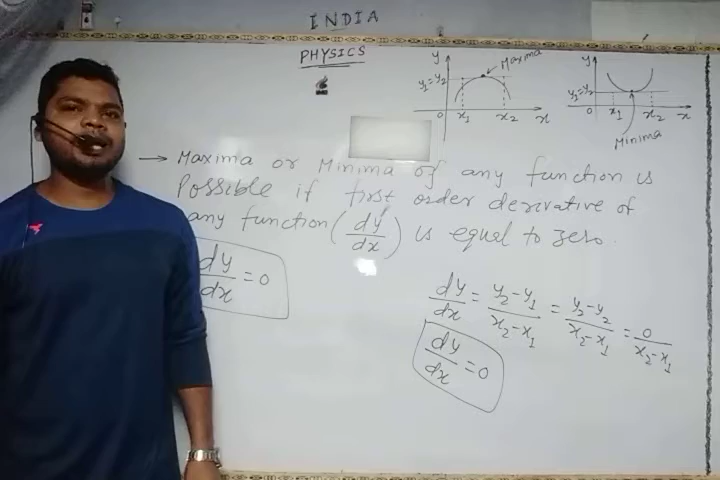 INDIA
PHYSICS
y
y₁=y₂
Maxima
0
x₁
x₂
x
y
y₁=y₂
0
x₁
x₂
x
Minima
→ Maxima or Minima of any function is
Possible if first order derivative of
any function (dy/dx) is equal to zero.
dy/dx = 0
dy/dx = y₂-y₁/x₂-x₁ = y₂-y₂/x₂-x₁ = 0/x₂-x₁
dy/dx = 0